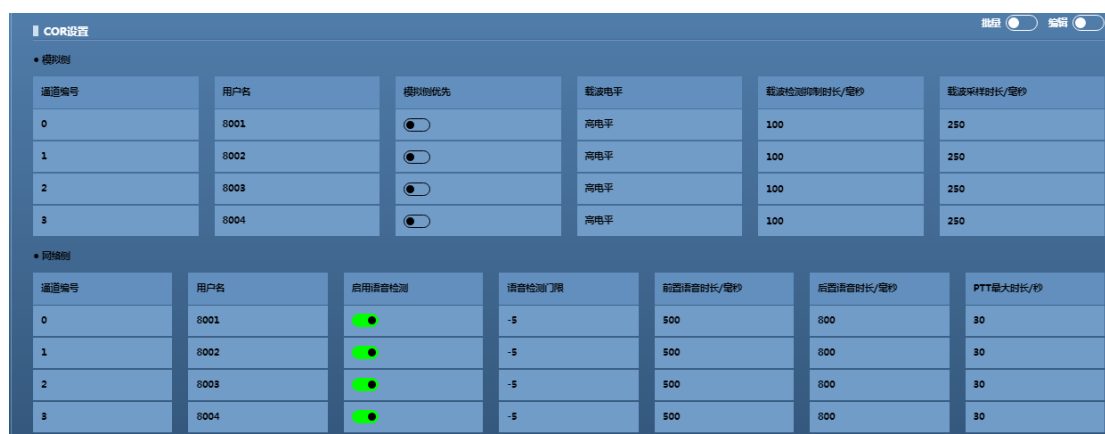 COR设置 批量 编辑
• 模拟侧
通道编号 用户名 模拟侧优先 载波电平 载波检测抑制时长/毫秒 载波采样时长/毫秒
0 8001 高电平 100 250
1 8002 高电平 100 250
2 8003 高电平 100 250
3 8004 高电平 100 250
• 网络侧
通道编号 用户名 启用语音检测 语音检测门限 前置语音时长/毫秒 后置语音时长/毫秒 PTT最大时长/秒
0 8001 -5 500 800 30
1 8002 -5 500 800 30
2 8003 -5 500 800 30
3 8004 -5 500 800 30